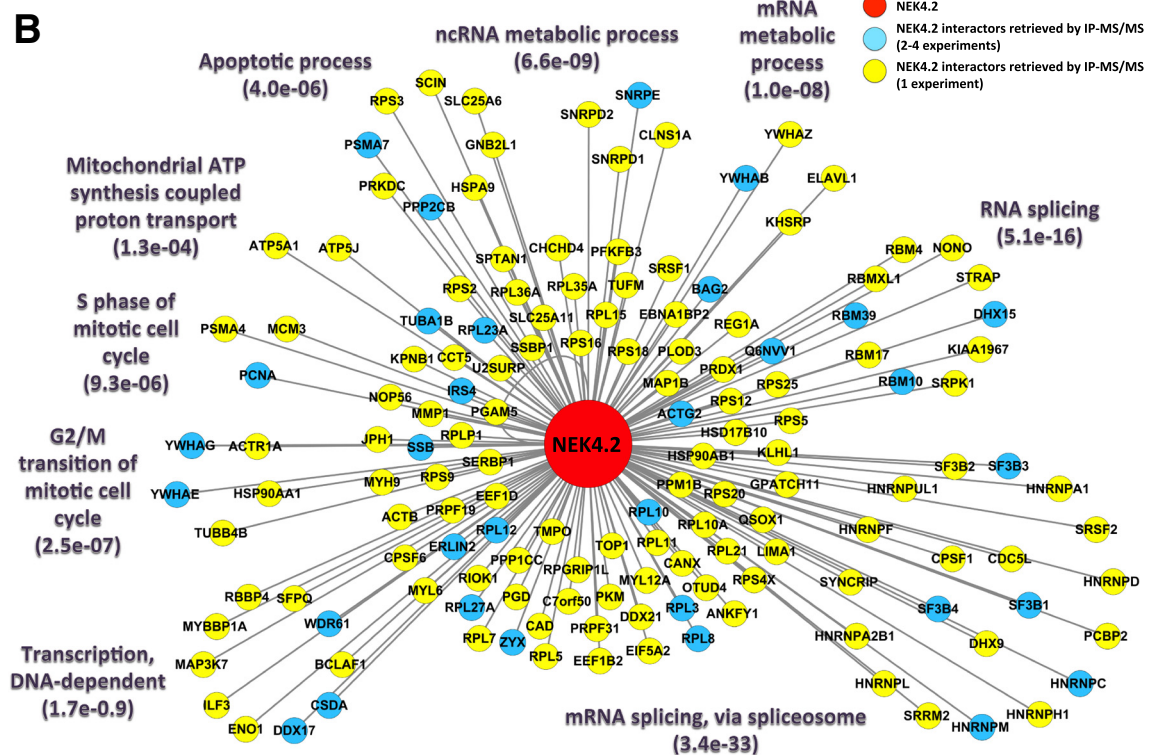 B
mRNA
metabolic
process
(1.0e-08)
NEK4.2
NEK4.2 interactors retrieved by IP-MS/MS
(2-4 experiments)
NEK4.2 interactors retrieved by IP-MS/MS
(1 experiment)
ncRNA metabolic process
(6.6e-09)
Apoptotic process
(4.0e-06)
SCIN
RPS3
SLC25A6
SNRPE
SNRPD2
CLNS1A
YWHAZ
PSMA7
GNB2L1
SNRPD1
Mitochondrial ATP
synthesis coupled
proton transport
(1.3e-04)
PRKDC
HSPA9
YWHAB
ELAVL1
PPP2CB
KHSRP
RNA splicing
(5.1e-16)
ATP5A1
ATP5J
SPTAN1
CHCHD4
PFKFB3
SRSF1
RBM4
NONO
RBMXL1
STRAP
RPS2
RPL36A
RPL35A
TUFM
BAG2
S phase of
mitotic cell
cycle
(9.3e-06)
PSMA4
MCM3
TUBA1B
RPL23A
SLC25A11
RPL15
EBNA1BP2
REG1A
RBM39
DHX15
KPNB1
CCT5
U2SURP
SSBP1
RPS16
RPS18
PLOD3
Q6NVV1
RBM17
KIAA1967
PCNA
IRS4
MAP1B
PRDX1
RPS25
RBM10
SRPK1
NOP56
MMP1
PGAM5
ACTG2
RPS12
RPS5
G2/M
transition of
mitotic cell
cycle
(2.5e-07)
YWHAG
ACTR1A
JPH1
SSB
RPLP1
NEK4.2
HSD17B10
SERBP1
HSP90AB1
KLHL1
SF3B2
SF3B3
YWHAE
HSP90AA1
MYH9
RPS9
EEF1D
PPM1B
RPS20
GPATCH11
HNRNPUL1
HNRNPA1
TUBB4B
ACTB
PRPF19
RPL12
TMPO
RPL10
RPL10A
QSOX1
HNRNPF
SRSF2
CPSF6
ERLIN2
PPP1CC
RPGRIP1L
TOP1
RPL11
RPL21
LIMA1
CPSF1
CDC5L
RIOK1
CANX
MYL6
MYL12A
OTUD4
RPS4X
SYNCRIP
HNRNPD
RBBP4
SFPQ
RPL27A
PGD
C7orf50
PKM
RPL3
ANKFY1
SF3B4
SF3B1
MYBBP1A
WDR61
RPL7
ZYX
CAD
PRPF31
DDX21
RPL8
HNRNPA2B1
DHX9
PCBP2
Transcription,
DNA-dependent
(1.7e-0.9)
MAP3K7
BCLAF1
RPL5
EEF1B2
EIF5A2
HNRNPL
HNRNPC
ILF3
CSDA
ENO1
DDX17
mRNA splicing, via spliceosome
(3.4e-33)
SRRM2
HNRNPM
HNRNPH1